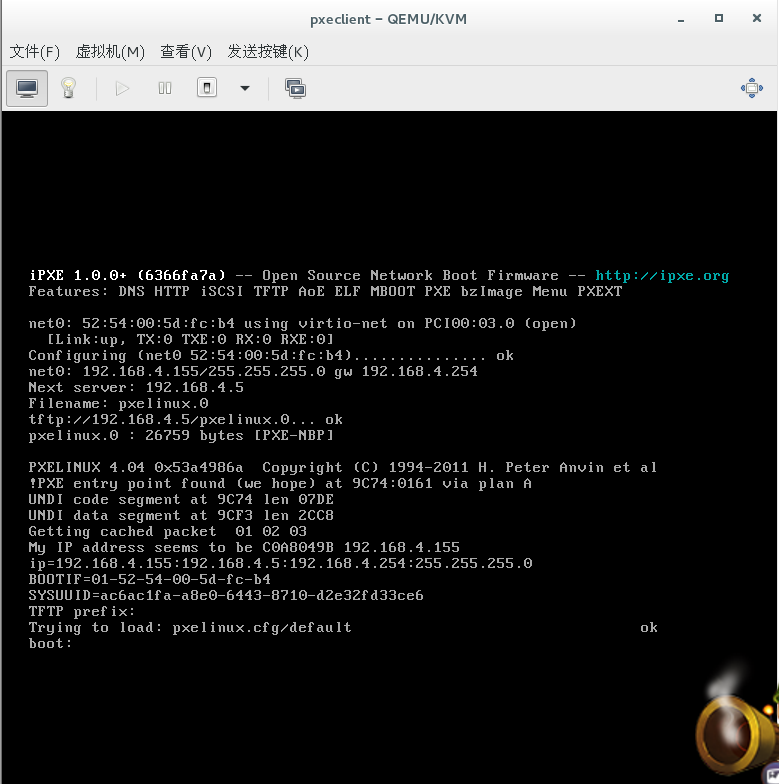 pxeclient – QEMU/KVM
文件(F) 虚拟机(M) 查看(V) 发送按键(K)
iPXE 1.0.0+ (6366fa7a) -- Open Source Network Boot Firmware -- http://ipxe.org
Features: DNS HTTP iSCSI TFTP AoE ELF MBOOT PXE bzImage Menu PXEXT
net0: 52:54:00:5d:fc:b4 using virtio-net on PCI00:03.0 (open)
[Link:up, TX:0 TXE:0 RX:0 RXE:0]
Configuring (net0 52:54:00:5d:fc:b4)............... ok
net0: 192.168.4.155/255.255.255.0 gw 192.168.4.254
Next server: 192.168.4.5
Filename: pxelinux.0
tftp://192.168.4.5/pxelinux.0... ok
pxelinux.0 : 26759 bytes [PXE-NBP]
PXELINUX 4.04 0x53a4986a  Copyright (C) 1994-2011 H. Peter Anvin et al
!PXE entry point found (we hope) at 9C74:0161 via plan A
UNDI code segment at 9C74 len 07DE
UNDI data segment at 9CF3 len 2CC8
Getting cached packet  01 02 03
My IP address seems to be C0A8049B 192.168.4.155
ip=192.168.4.155:192.168.4.5:192.168.4.254:255.255.255.0
BOOTIF=01-52-54-00-5d-fc-b4
SYSUUID=ac6ac1fa-a8e0-6443-8710-d2e32fd33ce6
TFTP prefix:
Trying to load: pxelinux.cfg/default ok
boot: